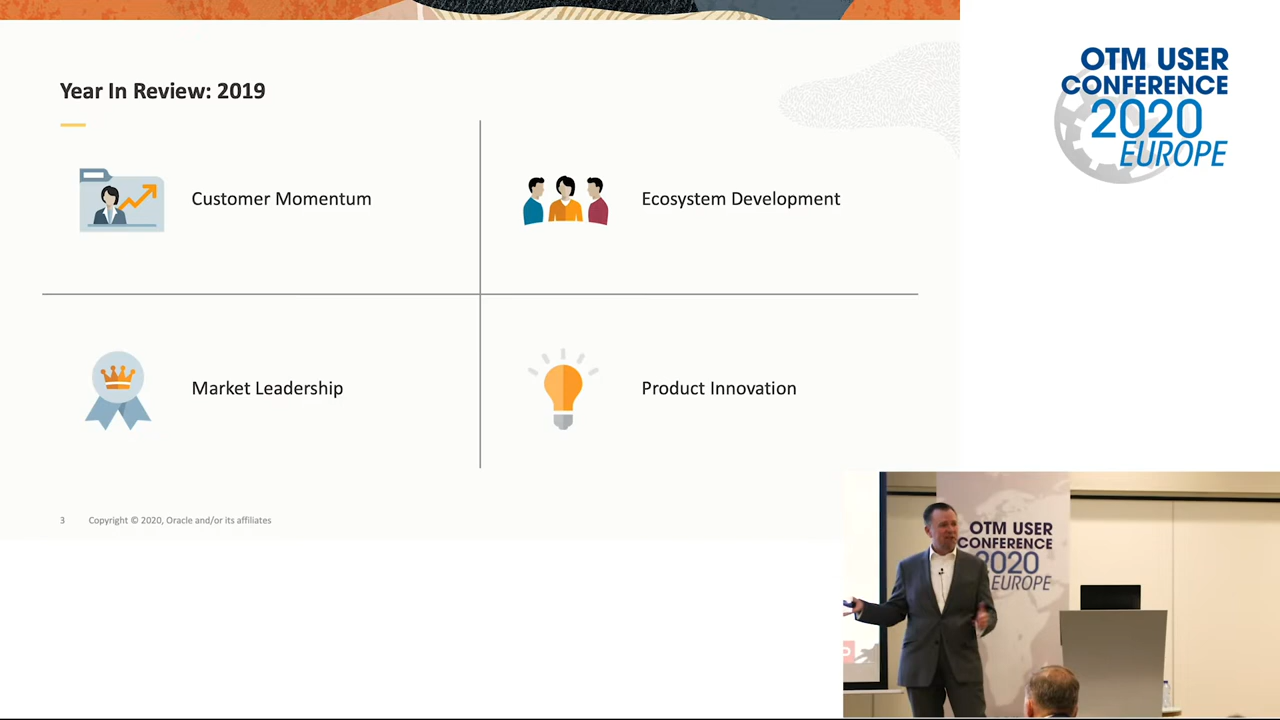 Year In Review: 2019
Customer Momentum
Ecosystem Development
Market Leadership
Product Innovation
3 Copyright © 2020, Oracle and/or its affiliates
OTM USER
CONFERENCE
2020
EUROPE
OTM USER
CONFERENCE
2020
EUROPE